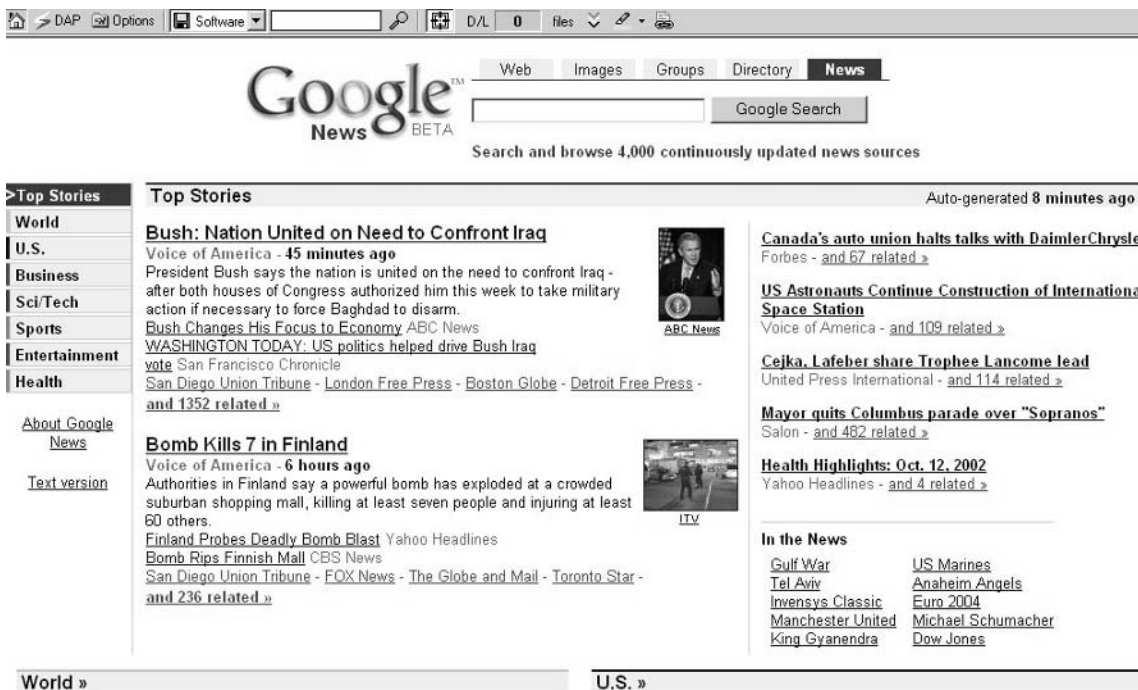 DAP Options Software D/L 0 files
Web Images Groups Directory News
Google™
News BETA
Google Search
Search and browse 4,000 continuously updated news sources
>Top Stories
World
U.S.
Business
Sci/Tech
Sports
Entertainment
Health
About Google
News
Text version
Top Stories
Auto-generated 8 minutes ago
Bush: Nation United on Need to Confront Iraq
Voice of America - 45 minutes ago
President Bush says the nation is united on the need to confront Iraq -
after both houses of Congress authorized him this week to take military
action if necessary to force Baghdad to disarm.
Bush Changes His Focus to Economy ABC News
WASHINGTON TODAY: US politics helped drive Bush Iraq
vote San Francisco Chronicle
San Diego Union Tribune - London Free Press - Boston Globe - Detroit Free Press -
and 1352 related »
ABC News
Bomb Kills 7 in Finland
Voice of America - 6 hours ago
Authorities in Finland say a powerful bomb has exploded at a crowded
suburban shopping mall, killing at least seven people and injuring at least
60 others.
Finland Probes Deadly Bomb Blast Yahoo Headlines
Bomb Rips Finnish Mall CBS News
San Diego Union Tribune - FOX News - The Globe and Mail - Toronto Star -
and 236 related »
ITV
Canada's auto union halts talks with DaimlerChrysle
Forbes - and 67 related »
US Astronauts Continue Construction of Internationa
Space Station
Voice of America - and 109 related »
Cejka, Lafeber share Trophee Lancome lead
United Press International - and 114 related »
Mayor quits Columbus parade over "Sopranos"
Salon - and 482 related »
Health Highlights: Oct. 12, 2002
Yahoo Headlines - and 4 related »
In the News
Gulf War US Marines
Tel Aviv Anaheim Angels
Invensys Classic Euro 2004
Manchester United Michael Schumacher
King Gyanendra Dow Jones
World »
U.S. »